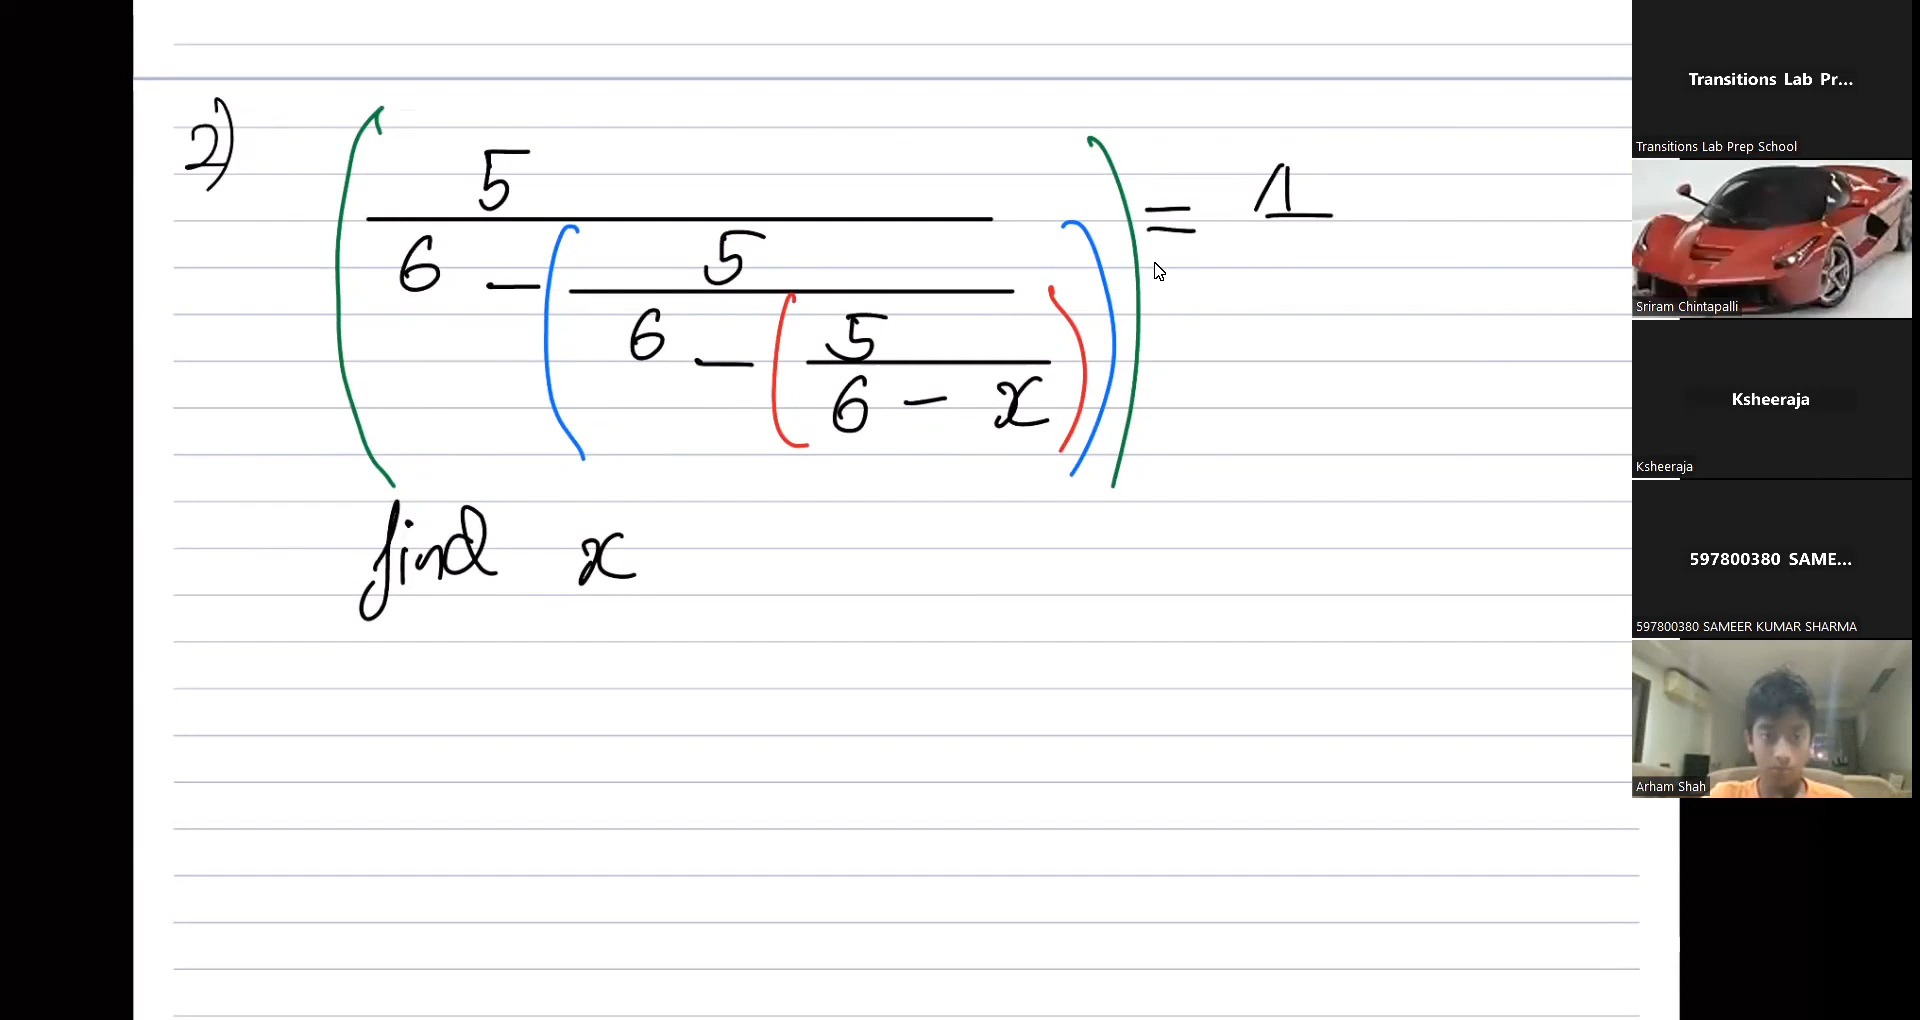 2)
5
6 - ( 5
6 - ( 5
6 - x ) ) ) = 1
find x
Transitions Lab Pr...
Transitions Lab Prep School
Sriram Chintapalli
Ksheeraja
Ksheeraja
597800380 SAME...
597800380 SAMEER KUMAR SHARMA
Arham Shah